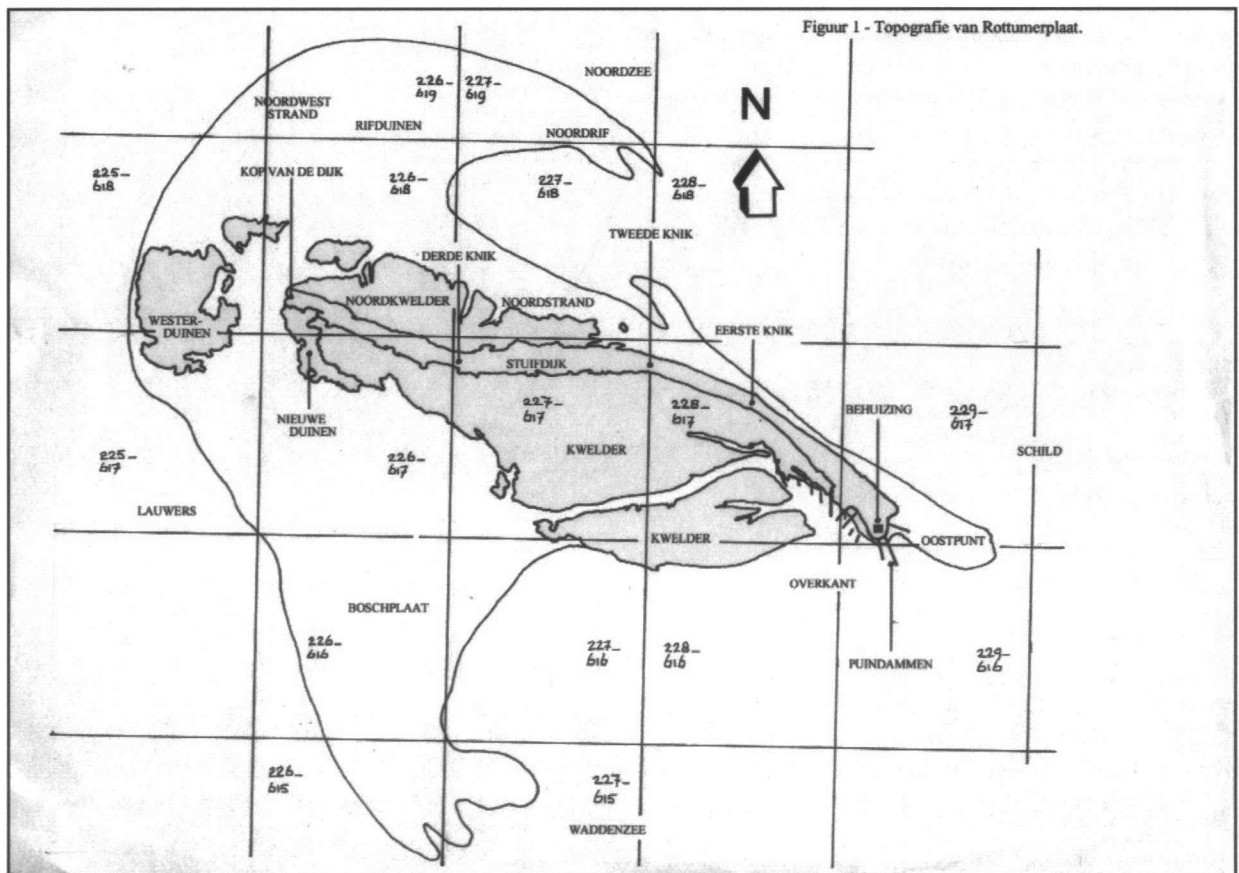 Figuur 1 - Topografie van Rottumerplaat.
NOORDZEE
226-
619
227-
619
NOORDWEST
STRAND
RIFDUINEN
NOORDRIF
N
KOP VAN DE DIJK
225-
618
226-
618
227-
618
228-
618
TWEEDE KNIK
DERDE KNIK
NOORDKWELDER
NOORDSTRAND
WESTER-
DUINEN
EERSTE KNIK
STUIFDIJK
NIEUWE
DUINEN
227-
617
228-
617
BEHUIZING
229-
617
225-
617
226-
617
KWELDER
SCHILD
LAUWERS
KWELDER
OOSTPUNT
OVERKANT
BOSCHPLAAT
226-
616
227-
616
228-
616
PUINDAMMEN
229-
616
226-
615
227-
615
WADDENZEE